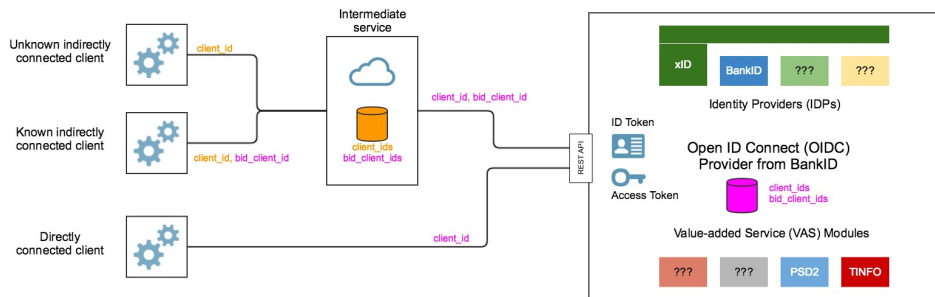 Unknown indirectly
connected client
client_id
Known indirectly
connected client
client_id, bid_client_id
Directly
connected client
client_id
Intermediate
service
client_ids
bid_client_ids
client_id, bid_client_id
REST API
xID
BankID
???
???
Identity Providers (IDPs)
ID Token
Access Token
Open ID Connect (OIDC)
Provider from BankID
client_ids
bid_client_ids
Value-added Service (VAS) Modules
???
???
PSD2
TINFO